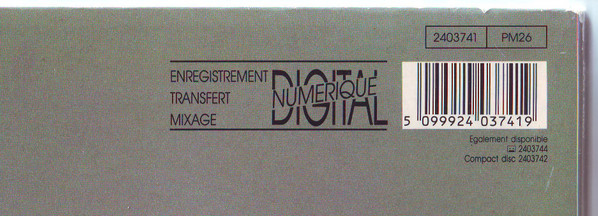 2403741 PM26
ENREGISTREMENT
TRANSFERT
MIXAGE
DIGITAL
NUMERIQUE
5 099924 037419
Egalement disponible
2403744
Compact disc 2403742